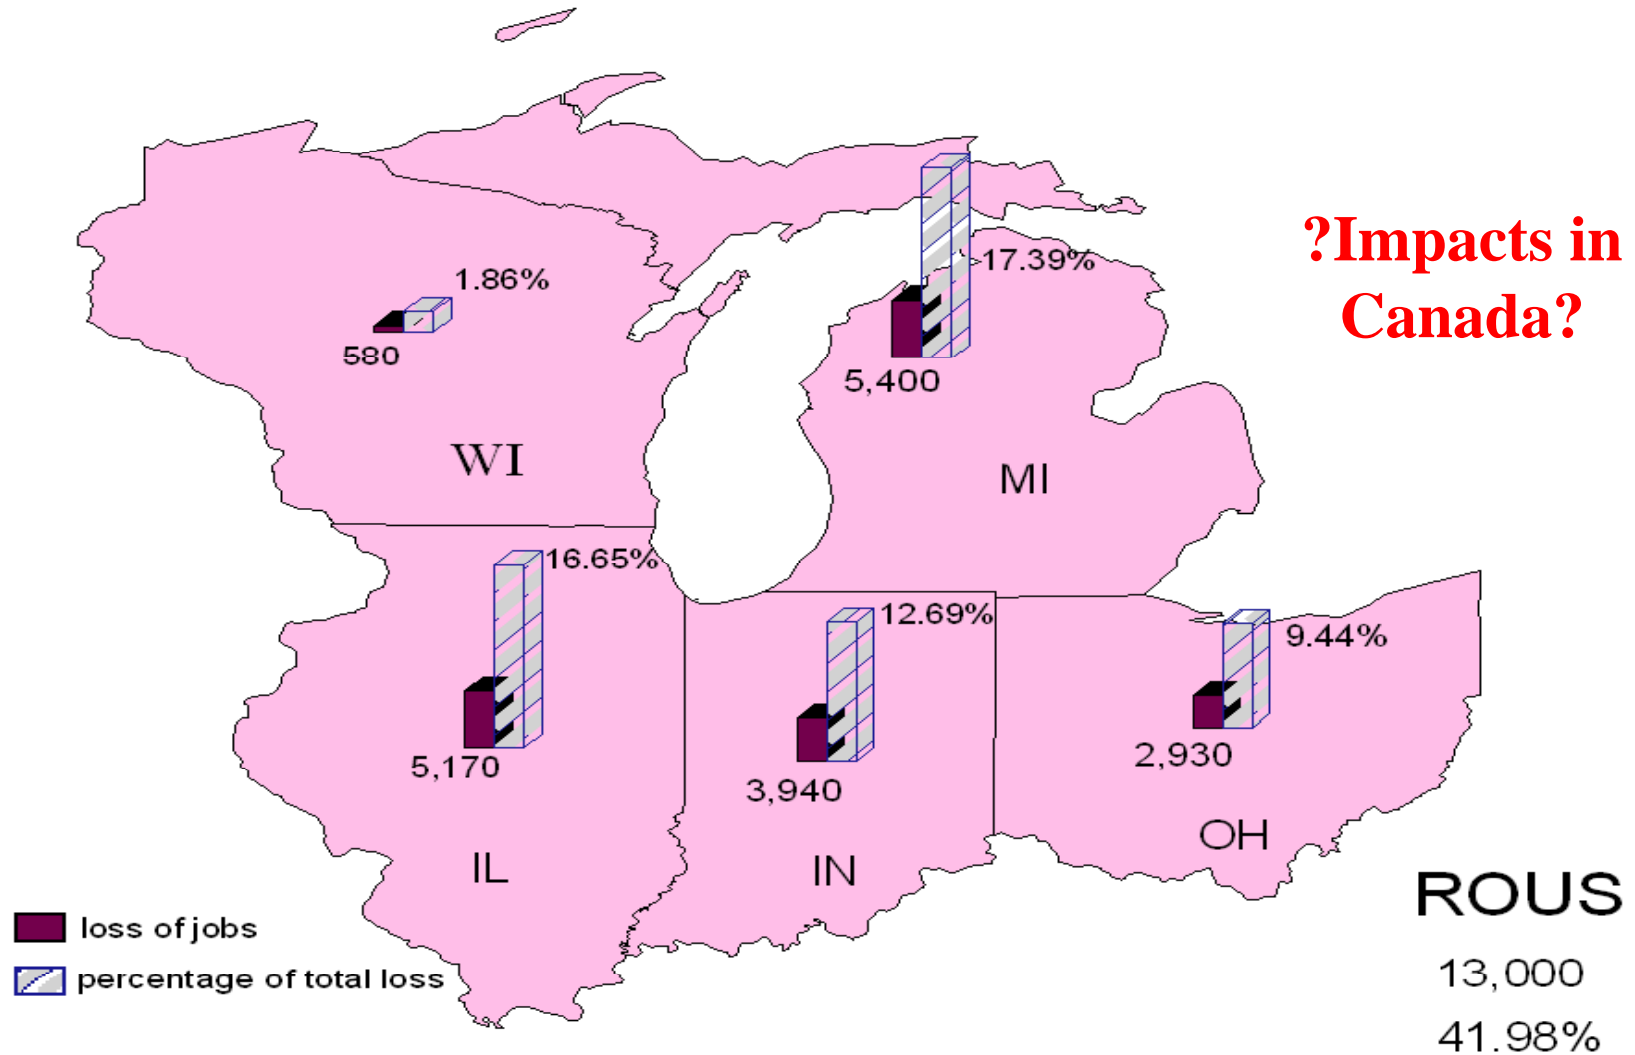 ?Impacts in
Canada?
1.86%
580
17.39%
5,400
WI
MI
16.65%
5,170
12.69%
3,940
9.44%
2,930
IL
IN
OH
ROUS
13,000
41.98%
loss of jobs
percentage of total loss